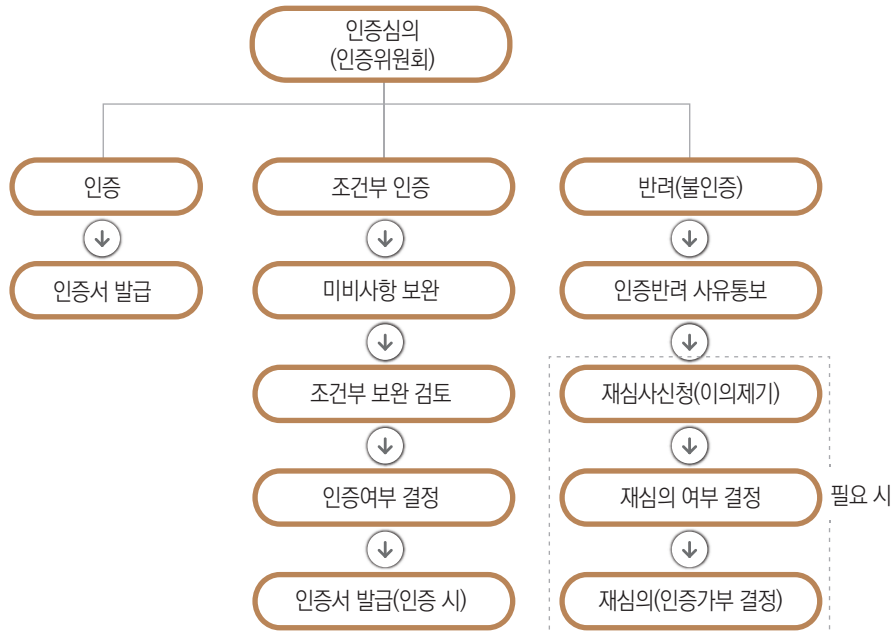 인증심의
(인증위원회)
인증
조건부 인증
반려(불인증)
인증서 발급
미비사항 보완
인증반려 사유통보
조건부 보완 검토
재심사신청(이의제기)
인증여부 결정
재심의 여부 결정
필요 시
인증서 발급(인증 시)
재심의(인증가부 결정)